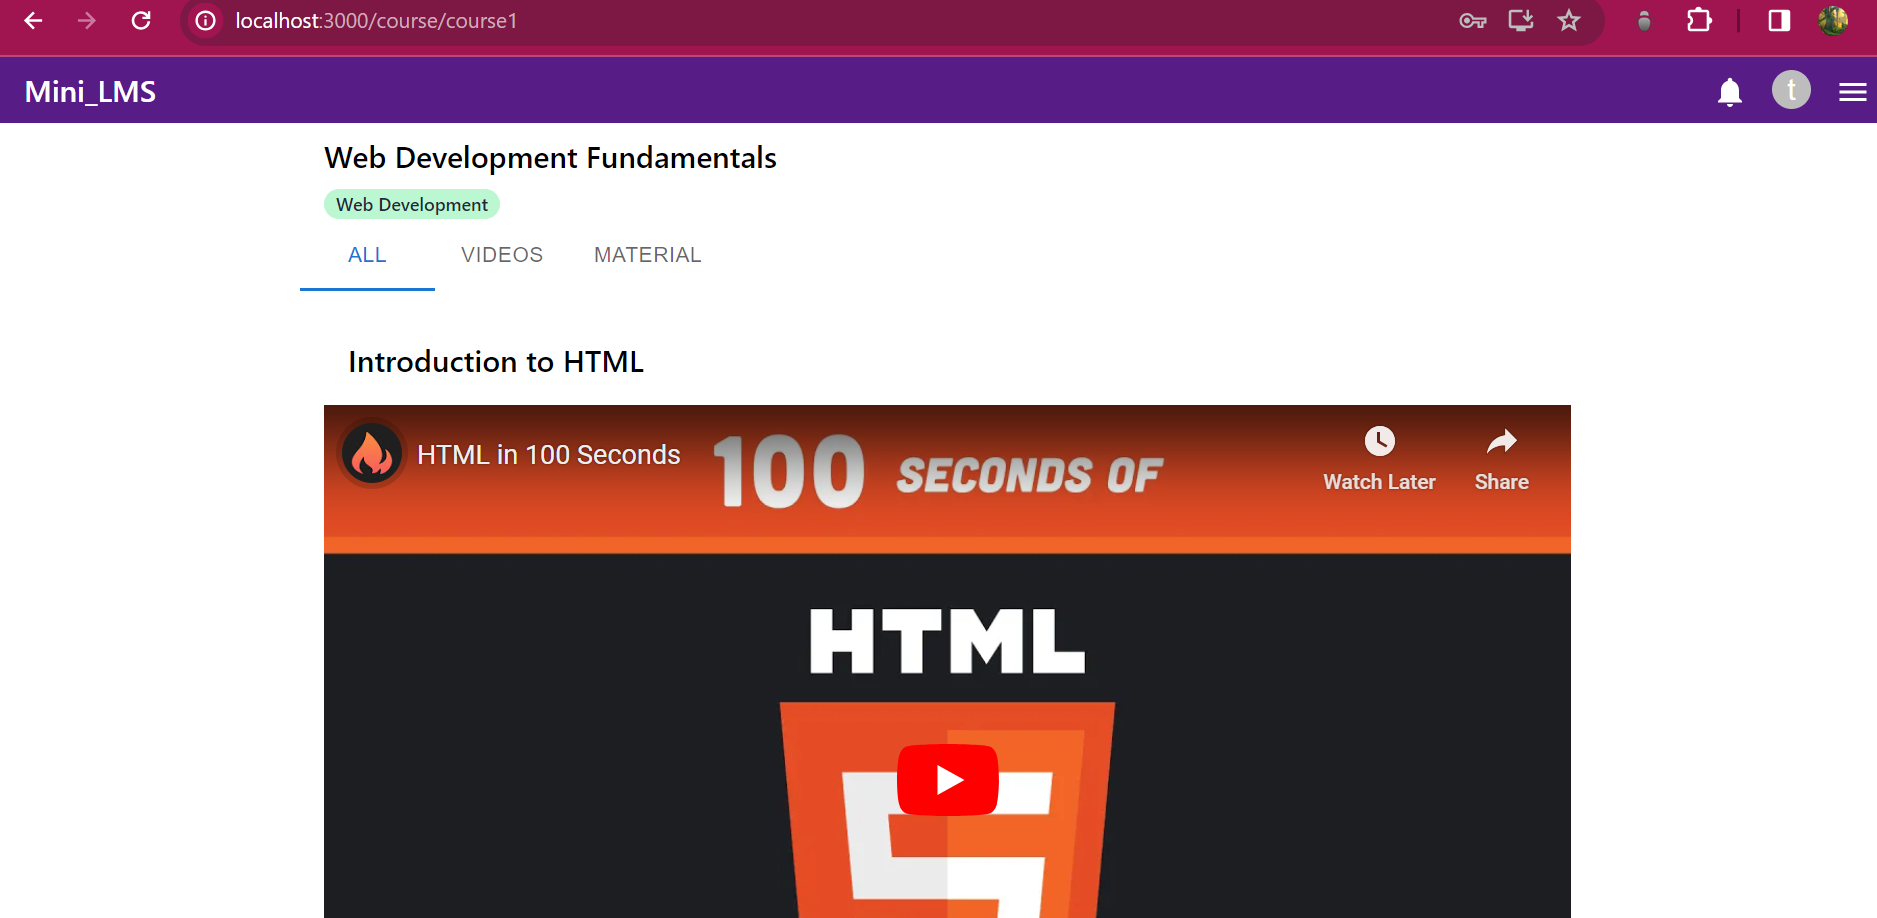 localhost:3000/course/course1
Mini_LMS
t
Web Development Fundamentals
Web Development
ALL VIDEOS MATERIAL
Introduction to HTML
HTML in 100 Seconds
100 SECONDS OF
Watch Later Share
HTML